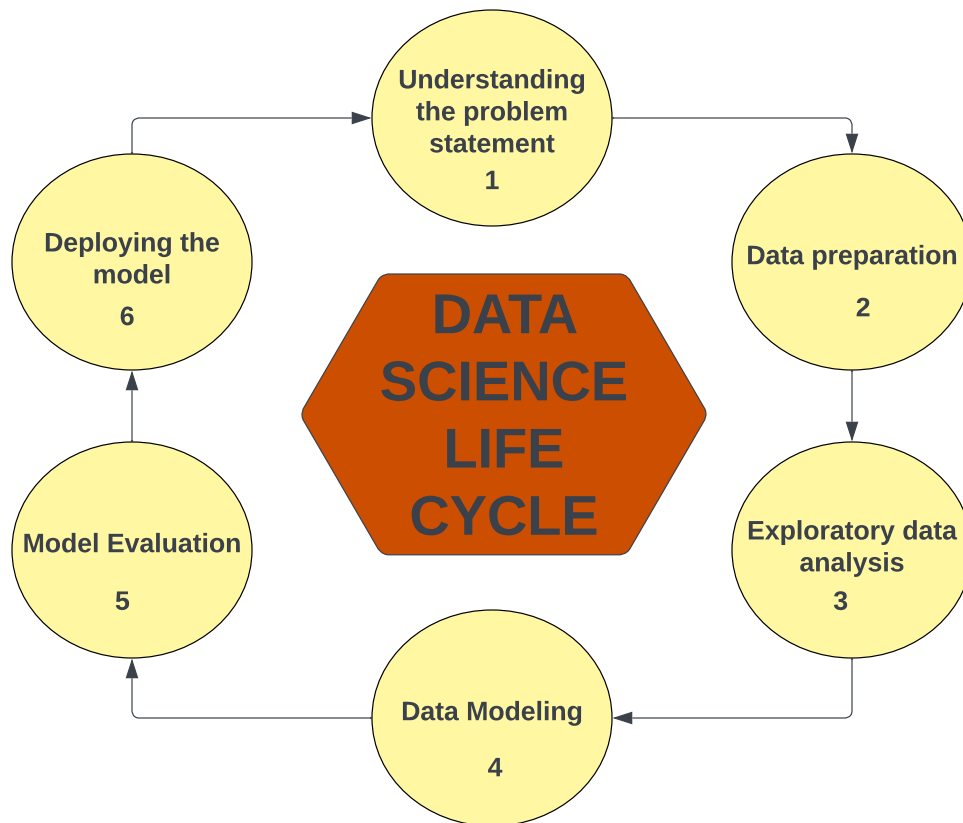 Understanding
the problem
statement
1
Data preparation
2
Exploratory data
analysis
3
Data Modeling
4
Model Evaluation
5
Deploying the
model
6
DATA
SCIENCE
LIFE
CYCLE